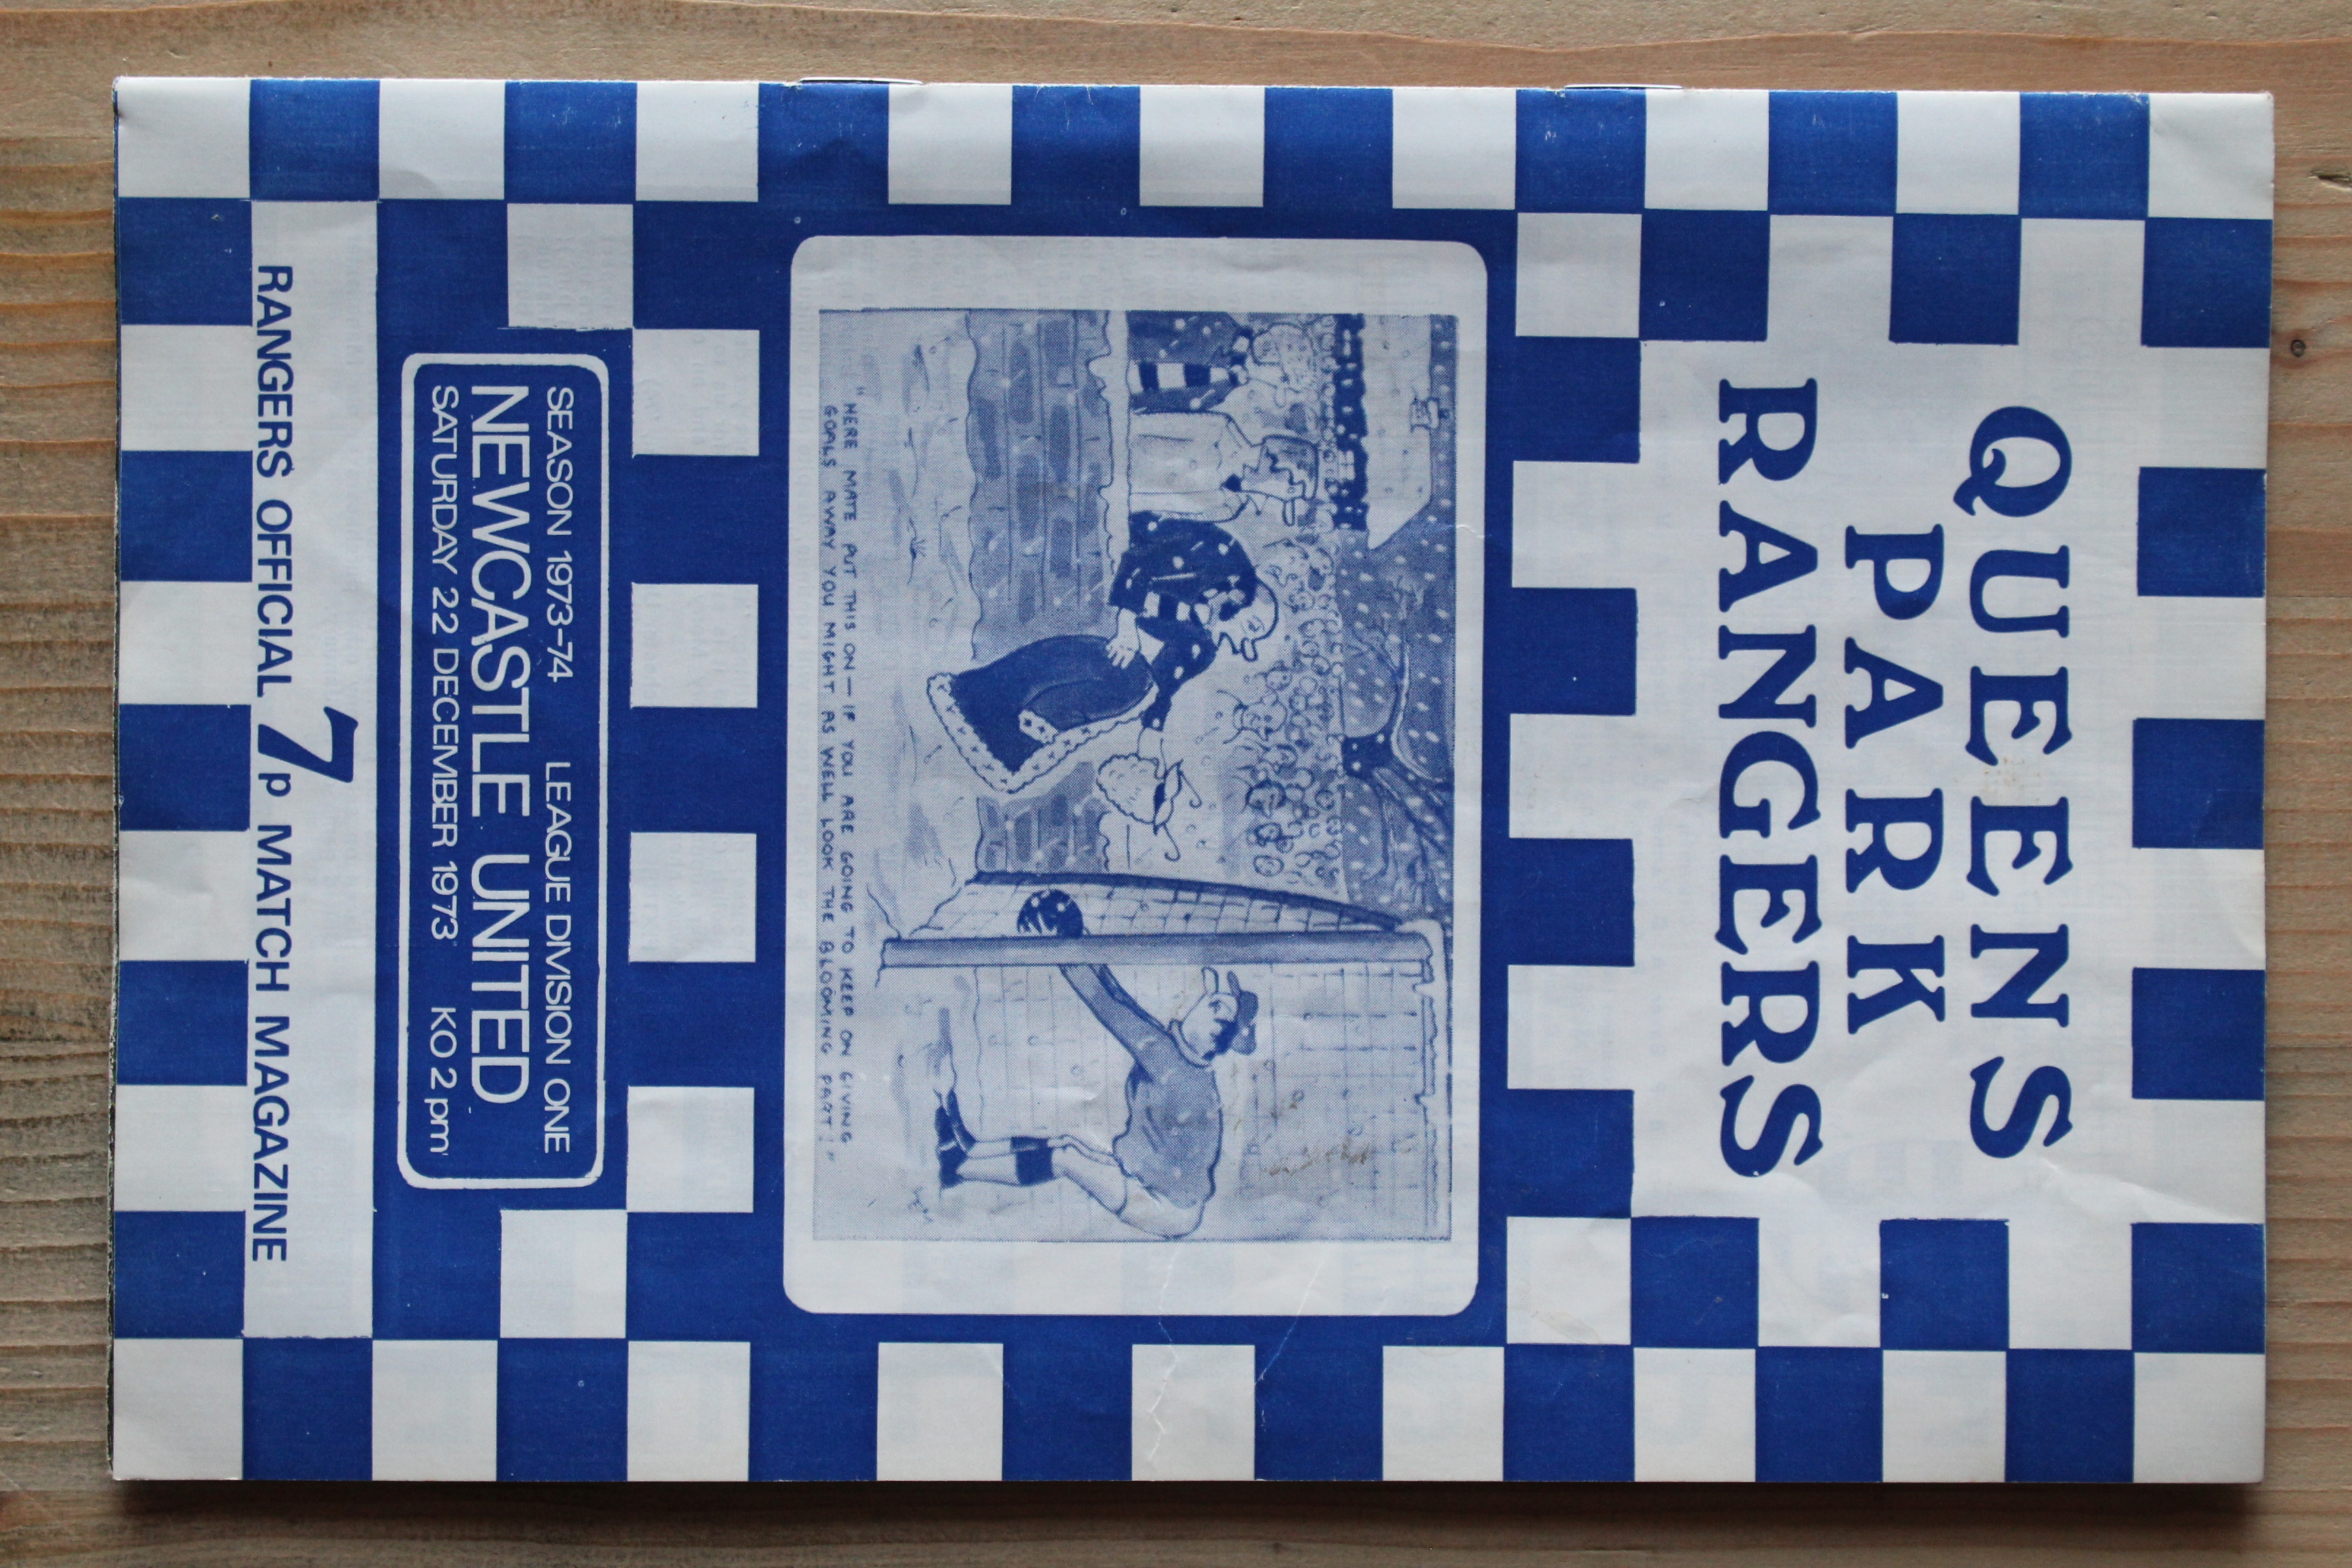 QUEENS
PARK
RANGERS
"HERE MATE PUT THIS ON — IF YOU ARE GOING TO KEEP ON GIVING
GOALS AWAY YOU MIGHT AS WELL LOOK THE BLOOMING PART!"
SEASON 1973-74 LEAGUE DIVISION ONE
NEWCASTLE UNITED
SATURDAY 22 DECEMBER 1973 KO 2 pm
RANGERS OFFICIAL 7p MATCH MAGAZINE